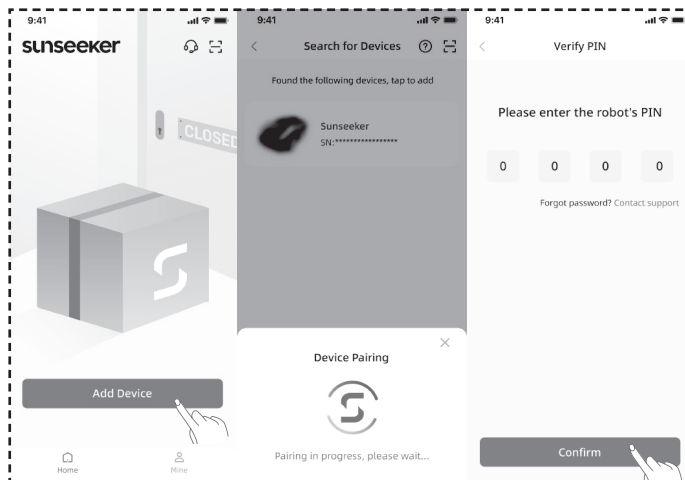 9:41
sunseeker
CLOSED
Add Device
Home
Mine
9:41
Search for Devices
Found the following devices, tap to add
Sunseeker
SN:****************
Device Pairing
Pairing in progress, please wait...
9:41
Verify PIN
Please enter the robot's PIN
0 0 0 0
Forgot password? Contact support
Confirm